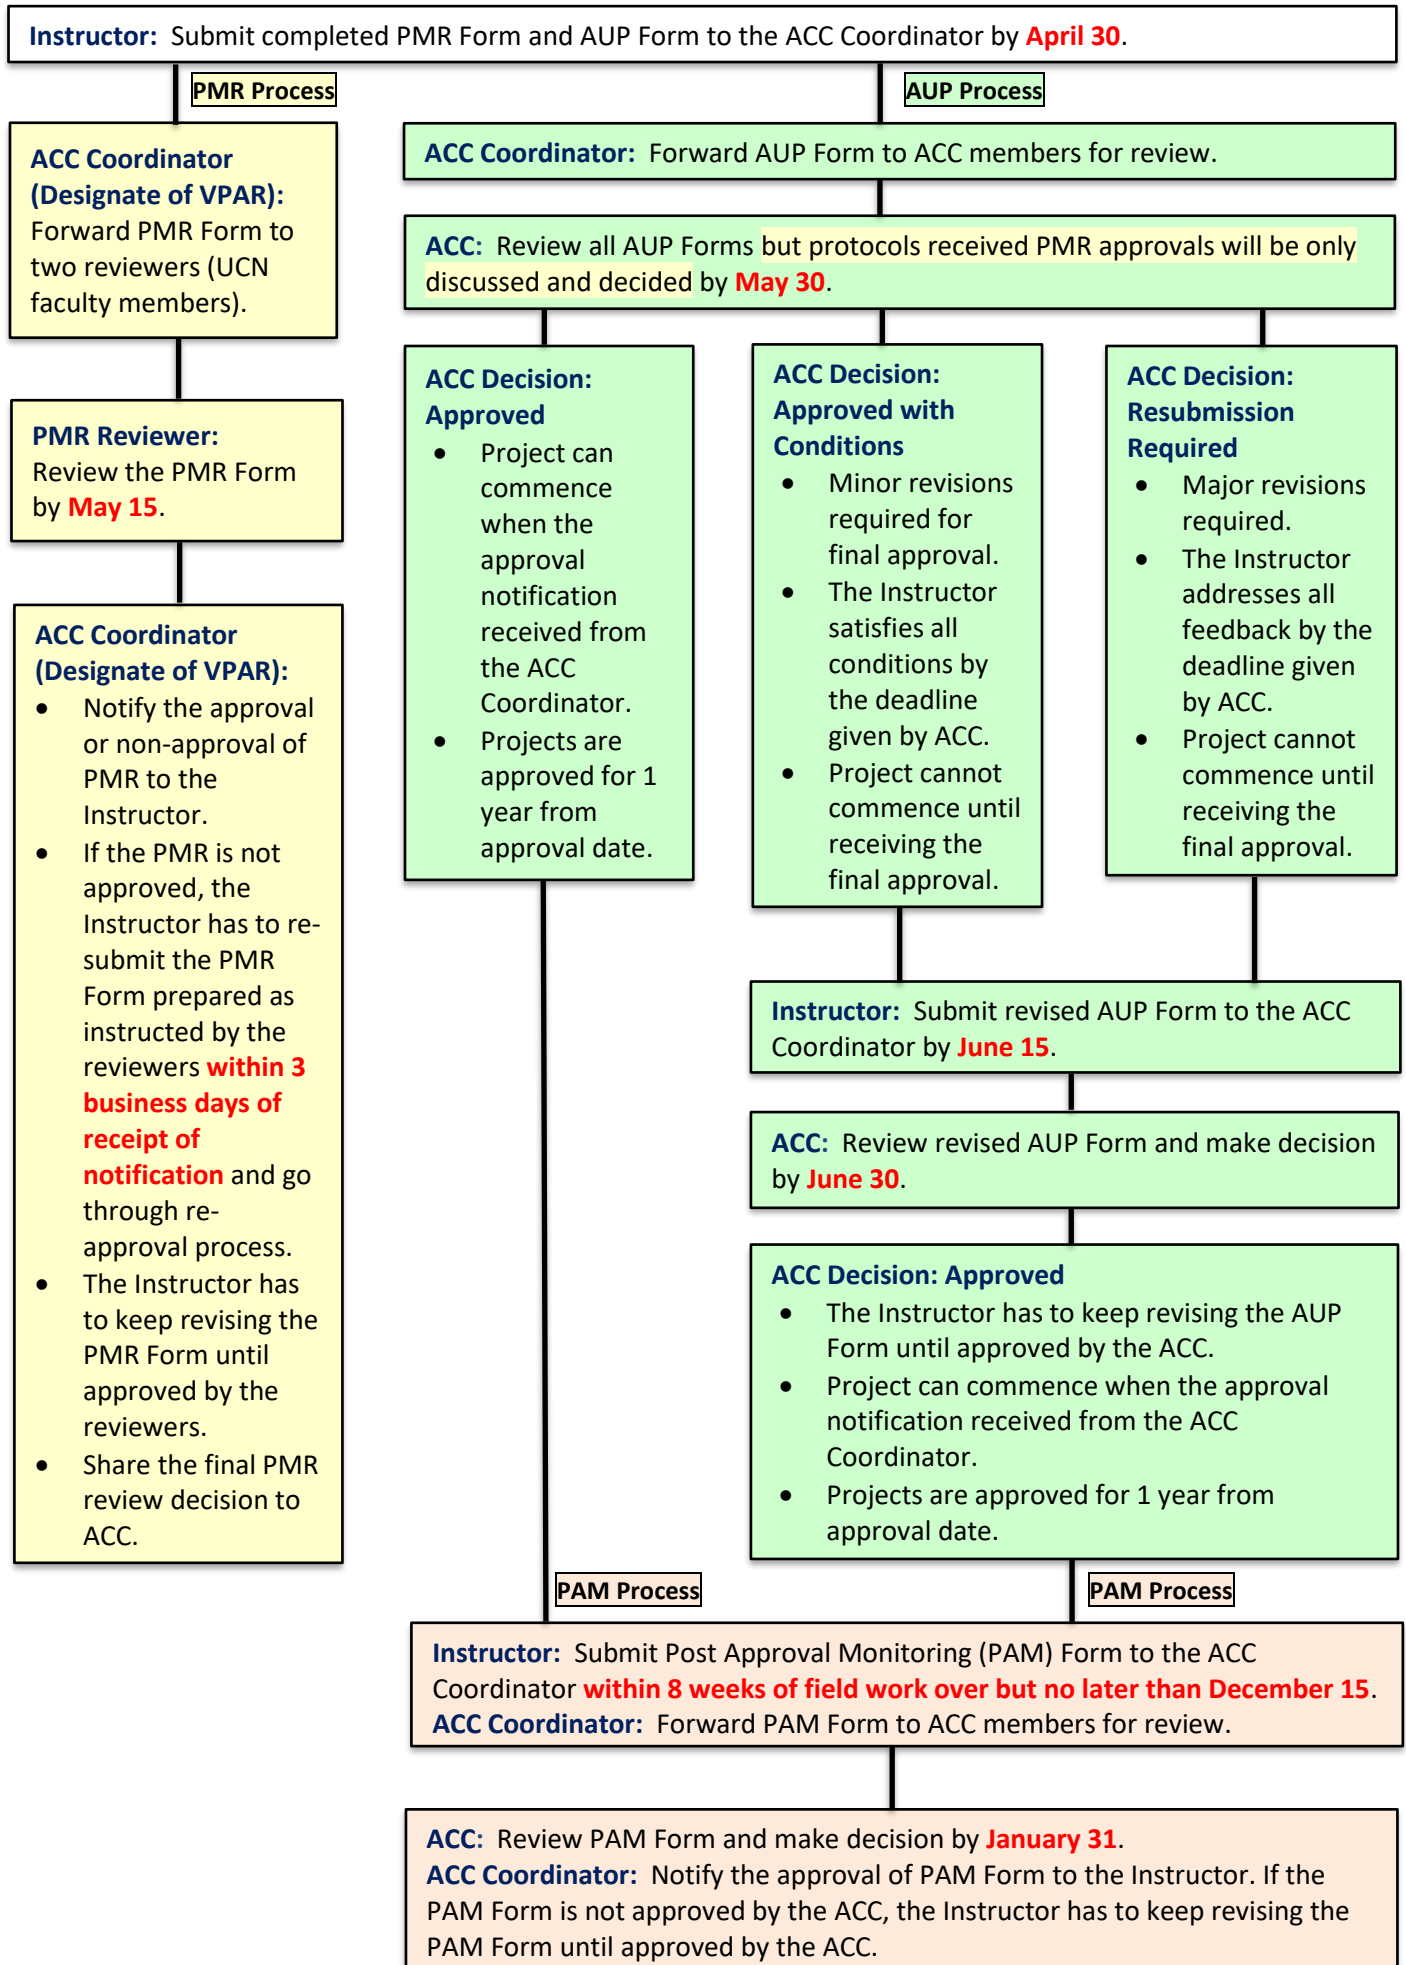 Instructor: Submit completed PMR Form and AUP Form to the ACC Coordinator by April 30.
PMR Process
ACC Coordinator
(Designate of VPAR):
Forward PMR Form to
two reviewers (UCN
faculty members).
PMR Reviewer:
Review the PMR Form
by May 15.
ACC Coordinator
(Designate of VPAR):
• Notify the approval
or non-approval of
PMR to the
Instructor.
• If the PMR is not
approved, the
Instructor has to re-
submit the PMR
Form prepared as
instructed by the
reviewers within 3
business days of
receipt of
notification and go
through re-
approval process.
• The Instructor has
to keep revising the
PMR Form until
approved by the
reviewers.
• Share the final PMR
review decision to
ACC.
AUP Process
ACC Coordinator: Forward AUP Form to ACC members for review.
ACC: Review all AUP Forms but protocols received PMR approvals will be only
discussed and decided by May 30.
ACC Decision:
Approved
• Project can
commence
when the
approval
notification
received from
the ACC
Coordinator.
• Projects are
approved for 1
year from
approval date.
ACC Decision:
Approved with
Conditions
• Minor revisions
required for
final approval.
• The Instructor
satisfies all
conditions by
the deadline
given by ACC.
• Project cannot
commence until
receiving the
final approval.
ACC Decision:
Resubmission
Required
• Major revisions
required.
• The Instructor
addresses all
feedback by the
deadline given
by ACC.
• Project cannot
commence until
receiving the
final approval.
Instructor: Submit revised AUP Form to the ACC
Coordinator by June 15.
ACC: Review revised AUP Form and make decision
by June 30.
ACC Decision: Approved
• The Instructor has to keep revising the AUP
Form until approved by the ACC.
• Project can commence when the approval
notification received from the ACC
Coordinator.
• Projects are approved for 1 year from
approval date.
PAM Process
PAM Process
Instructor: Submit Post Approval Monitoring (PAM) Form to the ACC
Coordinator within 8 weeks of field work over but no later than December 15.
ACC Coordinator: Forward PAM Form to ACC members for review.
ACC: Review PAM Form and make decision by January 31.
ACC Coordinator: Notify the approval of PAM Form to the Instructor. If the
PAM Form is not approved by the ACC, the Instructor has to keep revising the
PAM Form until approved by the ACC.